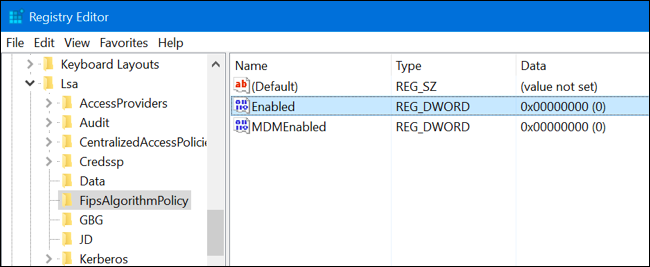 Registry Editor
File Edit View Favorites Help
Keyboard Layouts
Lsa
AccessProviders
Audit
CentralizedAccessPolicie
Credssp
Data
FipsAlgorithmPolicy
GBG
JD
Kerberos
Name Type Data
(Default) REG_SZ (value not set)
Enabled REG_DWORD 0x00000000 (0)
MDMEnabled REG_DWORD 0x00000000 (0)